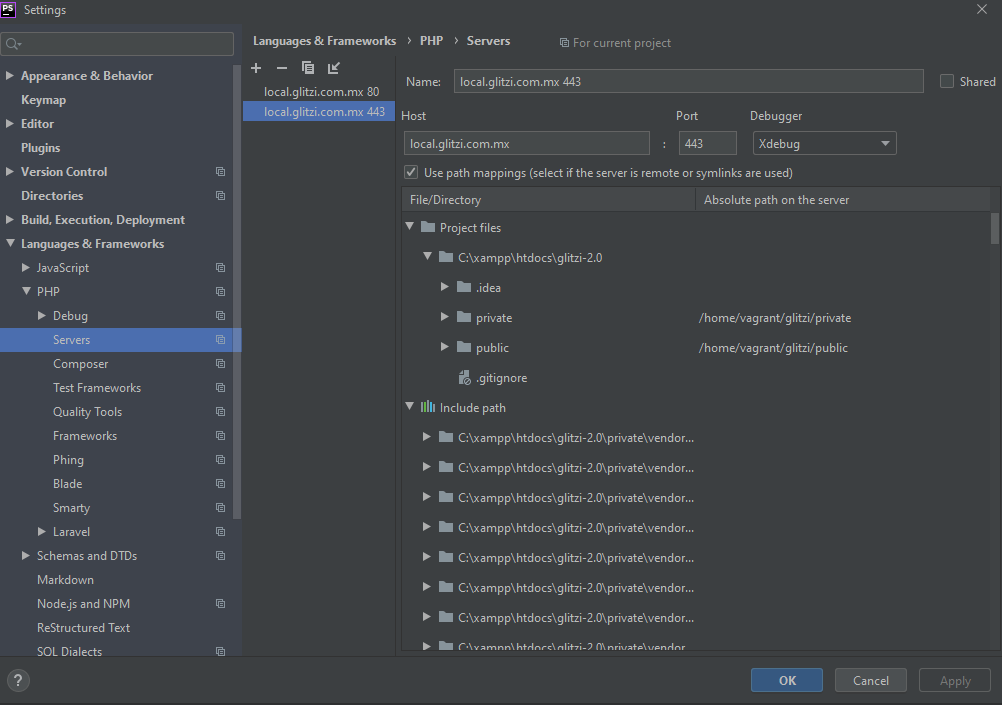 PS Settings
Languages & Frameworks › PHP › Servers For current project
Appearance & Behavior
Keymap
Editor
Plugins
Version Control
Directories
Build, Execution, Deployment
Languages & Frameworks
JavaScript
PHP
Debug
Servers
Composer
Test Frameworks
Quality Tools
Frameworks
Phing
Blade
Smarty
Laravel
Schemas and DTDs
Markdown
Node.js and NPM
ReStructured Text
SQL Dialects
local.glitzi.com.mx 80
local.glitzi.com.mx 443
Name: local.glitzi.com.mx 443 Shared
Host Port Debugger
local.glitzi.com.mx : 443 Xdebug
Use path mappings (select if the server is remote or symlinks are used)
File/Directory Absolute path on the server
Project files
C:\xampp\htdocs\glitzi-2.0
.idea
private /home/vagrant/glitzi/private
public /home/vagrant/glitzi/public
.gitignore
Include path
C:\xampp\htdocs\glitzi-2.0\private\vendor...
C:\xampp\htdocs\glitzi-2.0\private\vendor...
C:\xampp\htdocs\glitzi-2.0\private\vendor...
C:\xampp\htdocs\glitzi-2.0\private\vendor...
C:\xampp\htdocs\glitzi-2.0\private\vendor...
C:\xampp\htdocs\glitzi-2.0\private\vendor...
C:\xampp\htdocs\glitzi-2.0\private\vendor...
C:\xampp\htdocs\glitzi-2.0\private\vendor...
? OK Cancel Apply